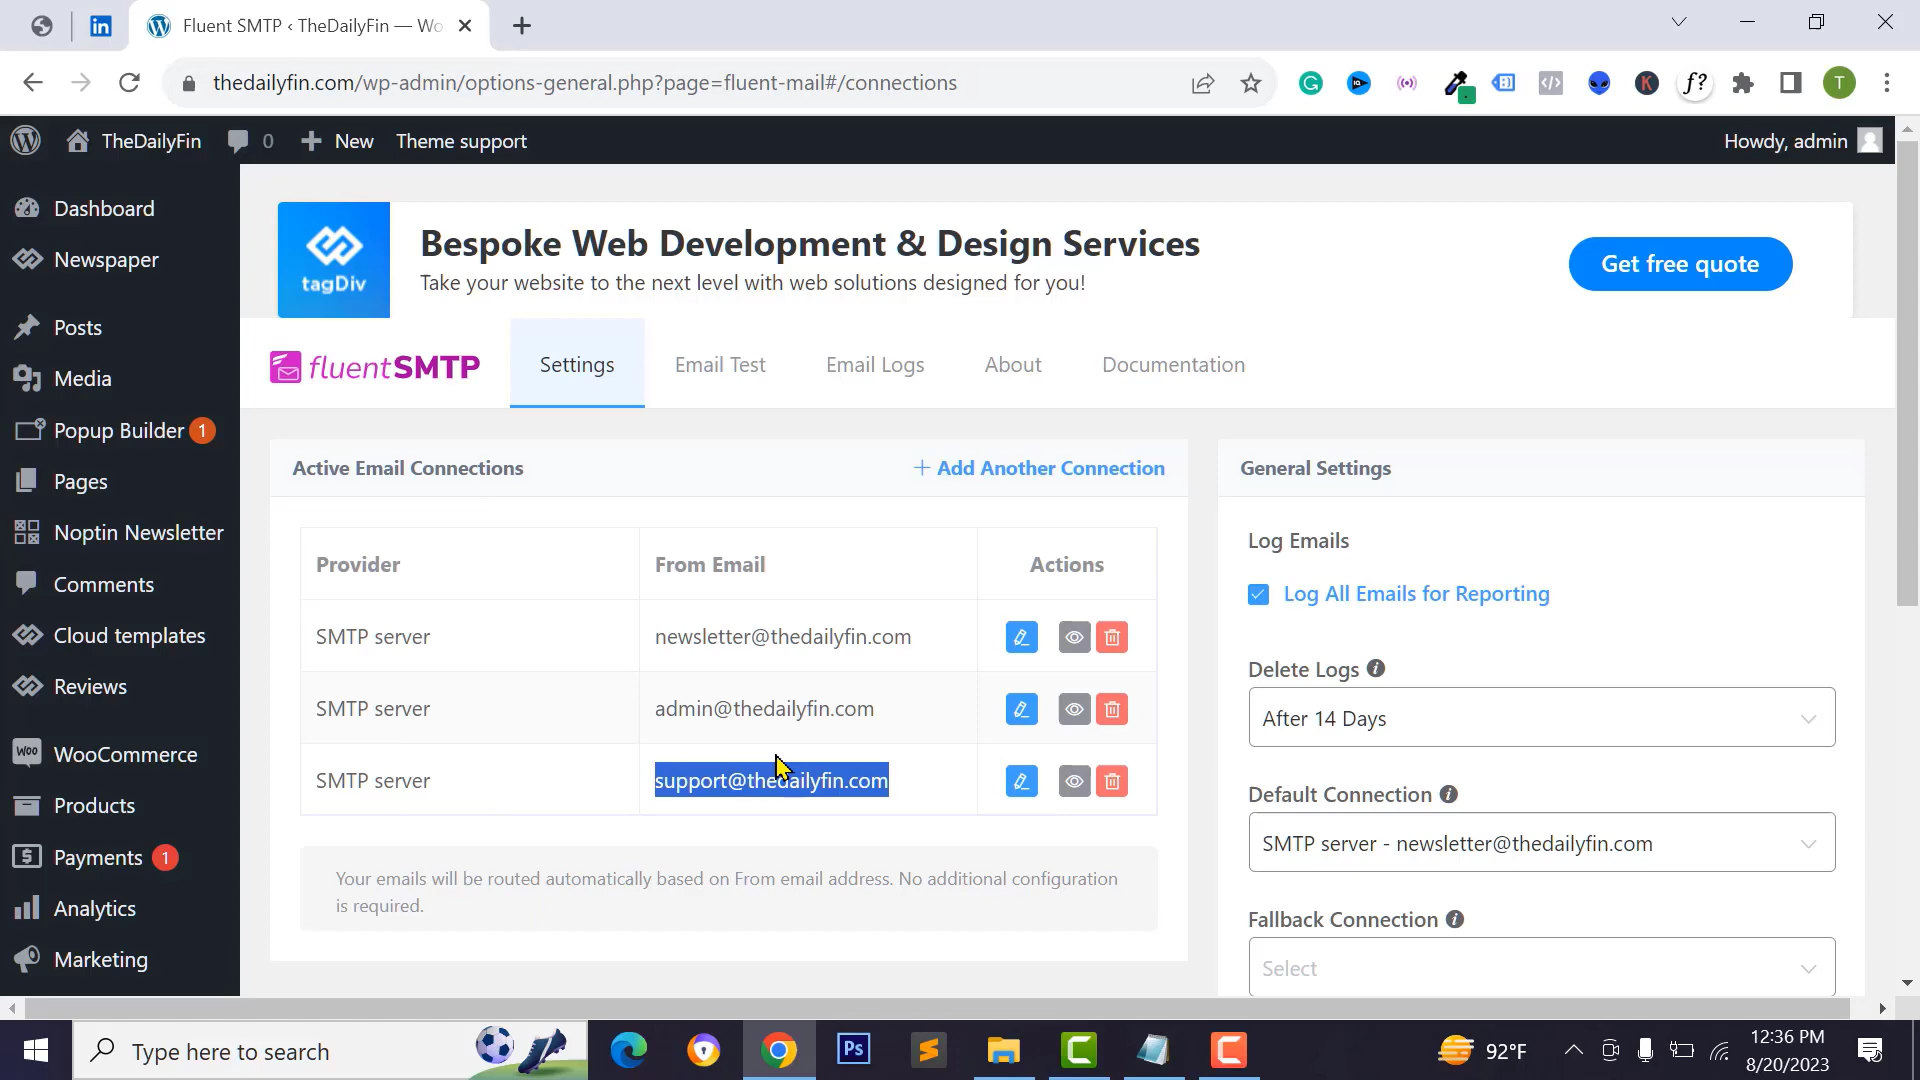 Fluent SMTP ‹ TheDailyFin — Wo
thedailyfin.com/wp-admin/options-general.php?page=fluent-mail#/connections
TheDailyFin
0
New
Theme support
Howdy, admin
Dashboard
Newspaper
Posts
Media
Popup Builder 1
Pages
Noptin Newsletter
Comments
Cloud templates
Reviews
WooCommerce
Products
Payments 1
Analytics
Marketing
tagDiv
Bespoke Web Development & Design Services
Take your website to the next level with web solutions designed for you!
Get free quote
fluentSMTP
Settings
Email Test
Email Logs
About
Documentation
Active Email Connections
Add Another Connection
Provider
From Email
Actions
SMTP server
newsletter@thedailyfin.com
SMTP server
admin@thedailyfin.com
SMTP server
support@thedailyfin.com
Your emails will be routed automatically based on From email address. No additional configuration
is required.
General Settings
Log Emails
Log All Emails for Reporting
Delete Logs
After 14 Days
Default Connection
SMTP server - newsletter@thedailyfin.com
Fallback Connection
Select
Type here to search
Ps
92°F
12:36 PM
8/20/2023